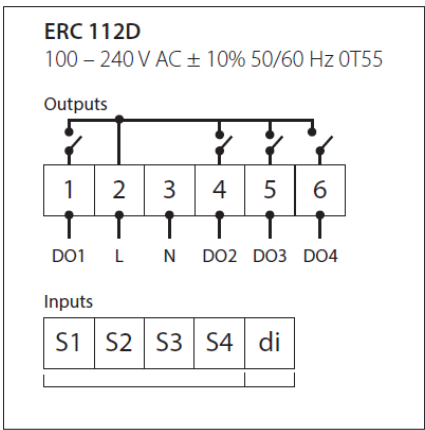 ERC 112D
100 – 240 V AC ± 10% 50/60 Hz 0T55
Outputs
1 2 3 4 5 6
DO1 L N DO2 DO3 DO4
Inputs
S1 S2 S3 S4 di